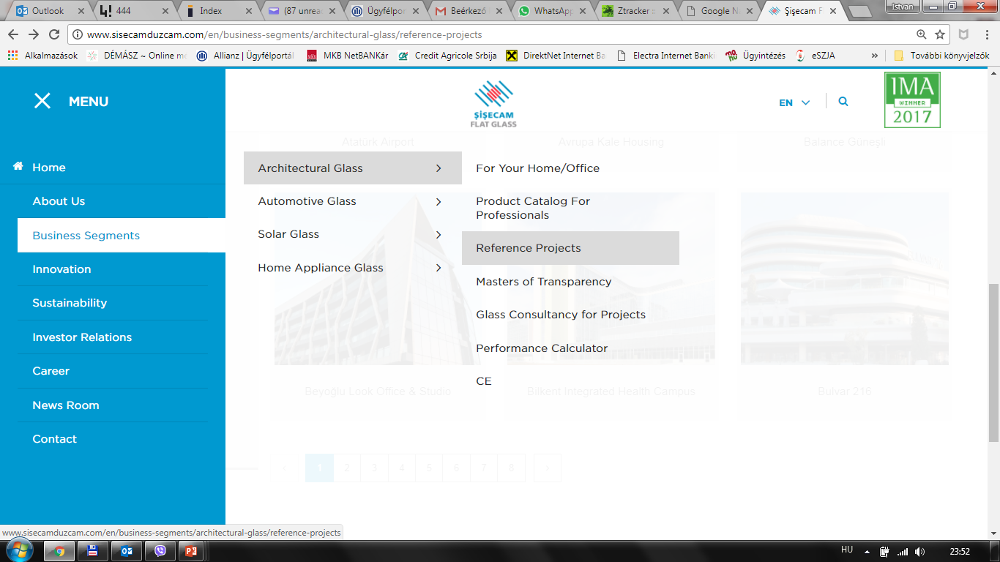 Outlook
444
Index
(87 unrea
Ügyfélpor
Beérkező
WhatsApp
Ztracker :
Google N
Şişecam F
Istvan
www.sisecamduzcam.com/en/business-segments/architectural-glass/reference-projects
Alkalmazások
DÉMÁSZ ~ Online me
Allianz | Ügyfélportál
MKB NetBANKár
Credit Agricole Srbija
DirektNet Internet Ba
Electra Internet Banki
Ügyintézés
eSZJA
»
További könyvjelzők
MENU
ŞİŞECAM
FLAT GLASS
EN
IMA
WINNER
2017
Home
About Us
Business Segments
Innovation
Sustainability
Investor Relations
Career
News Room
Contact
Architectural Glass
Automotive Glass
Solar Glass
Home Appliance Glass
For Your Home/Office
Product Catalog For
Professionals
Reference Projects
Masters of Transparency
Glass Consultancy for Projects
Performance Calculator
CE
Atatürk Airport
Avrupa Kale Housing
Balance Güneşli
Beyoğlu Look Office & Studio
Bilkent Integrated Health Campus
Bulvar 216
‹ 1 2 3 4 5 6 7 8 ›
www.sisecamduzcam.com/en/business-segments/architectural-glass/reference-projects
HU
23:52